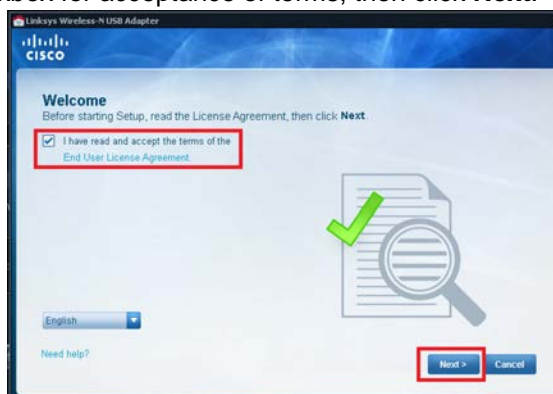 for acceptance of terms, then click
Linksys Wireless-N USB Adapter
CISCO
Welcome
Before starting Setup, read the License Agreement, then click Next.
I have read and accept the terms of the
End User License Agreement.
English
Need help?
Next >
Cancel